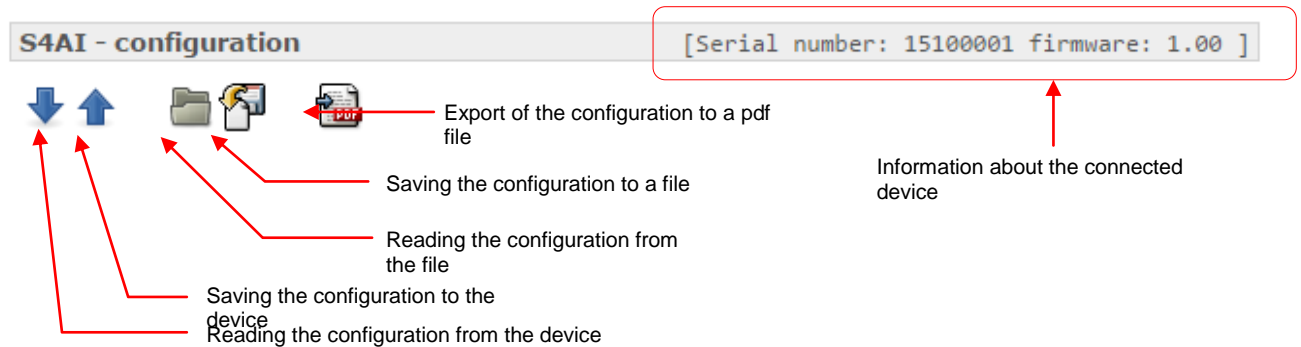 S4AI - configuration
[Serial number: 15100001 firmware: 1.00 ]
PDF
Export of the configuration to a pdf
file
Information about the connected
device
Saving the configuration to a file
Reading the configuration from
the file
Saving the configuration to the
device
Reading the configuration from the device